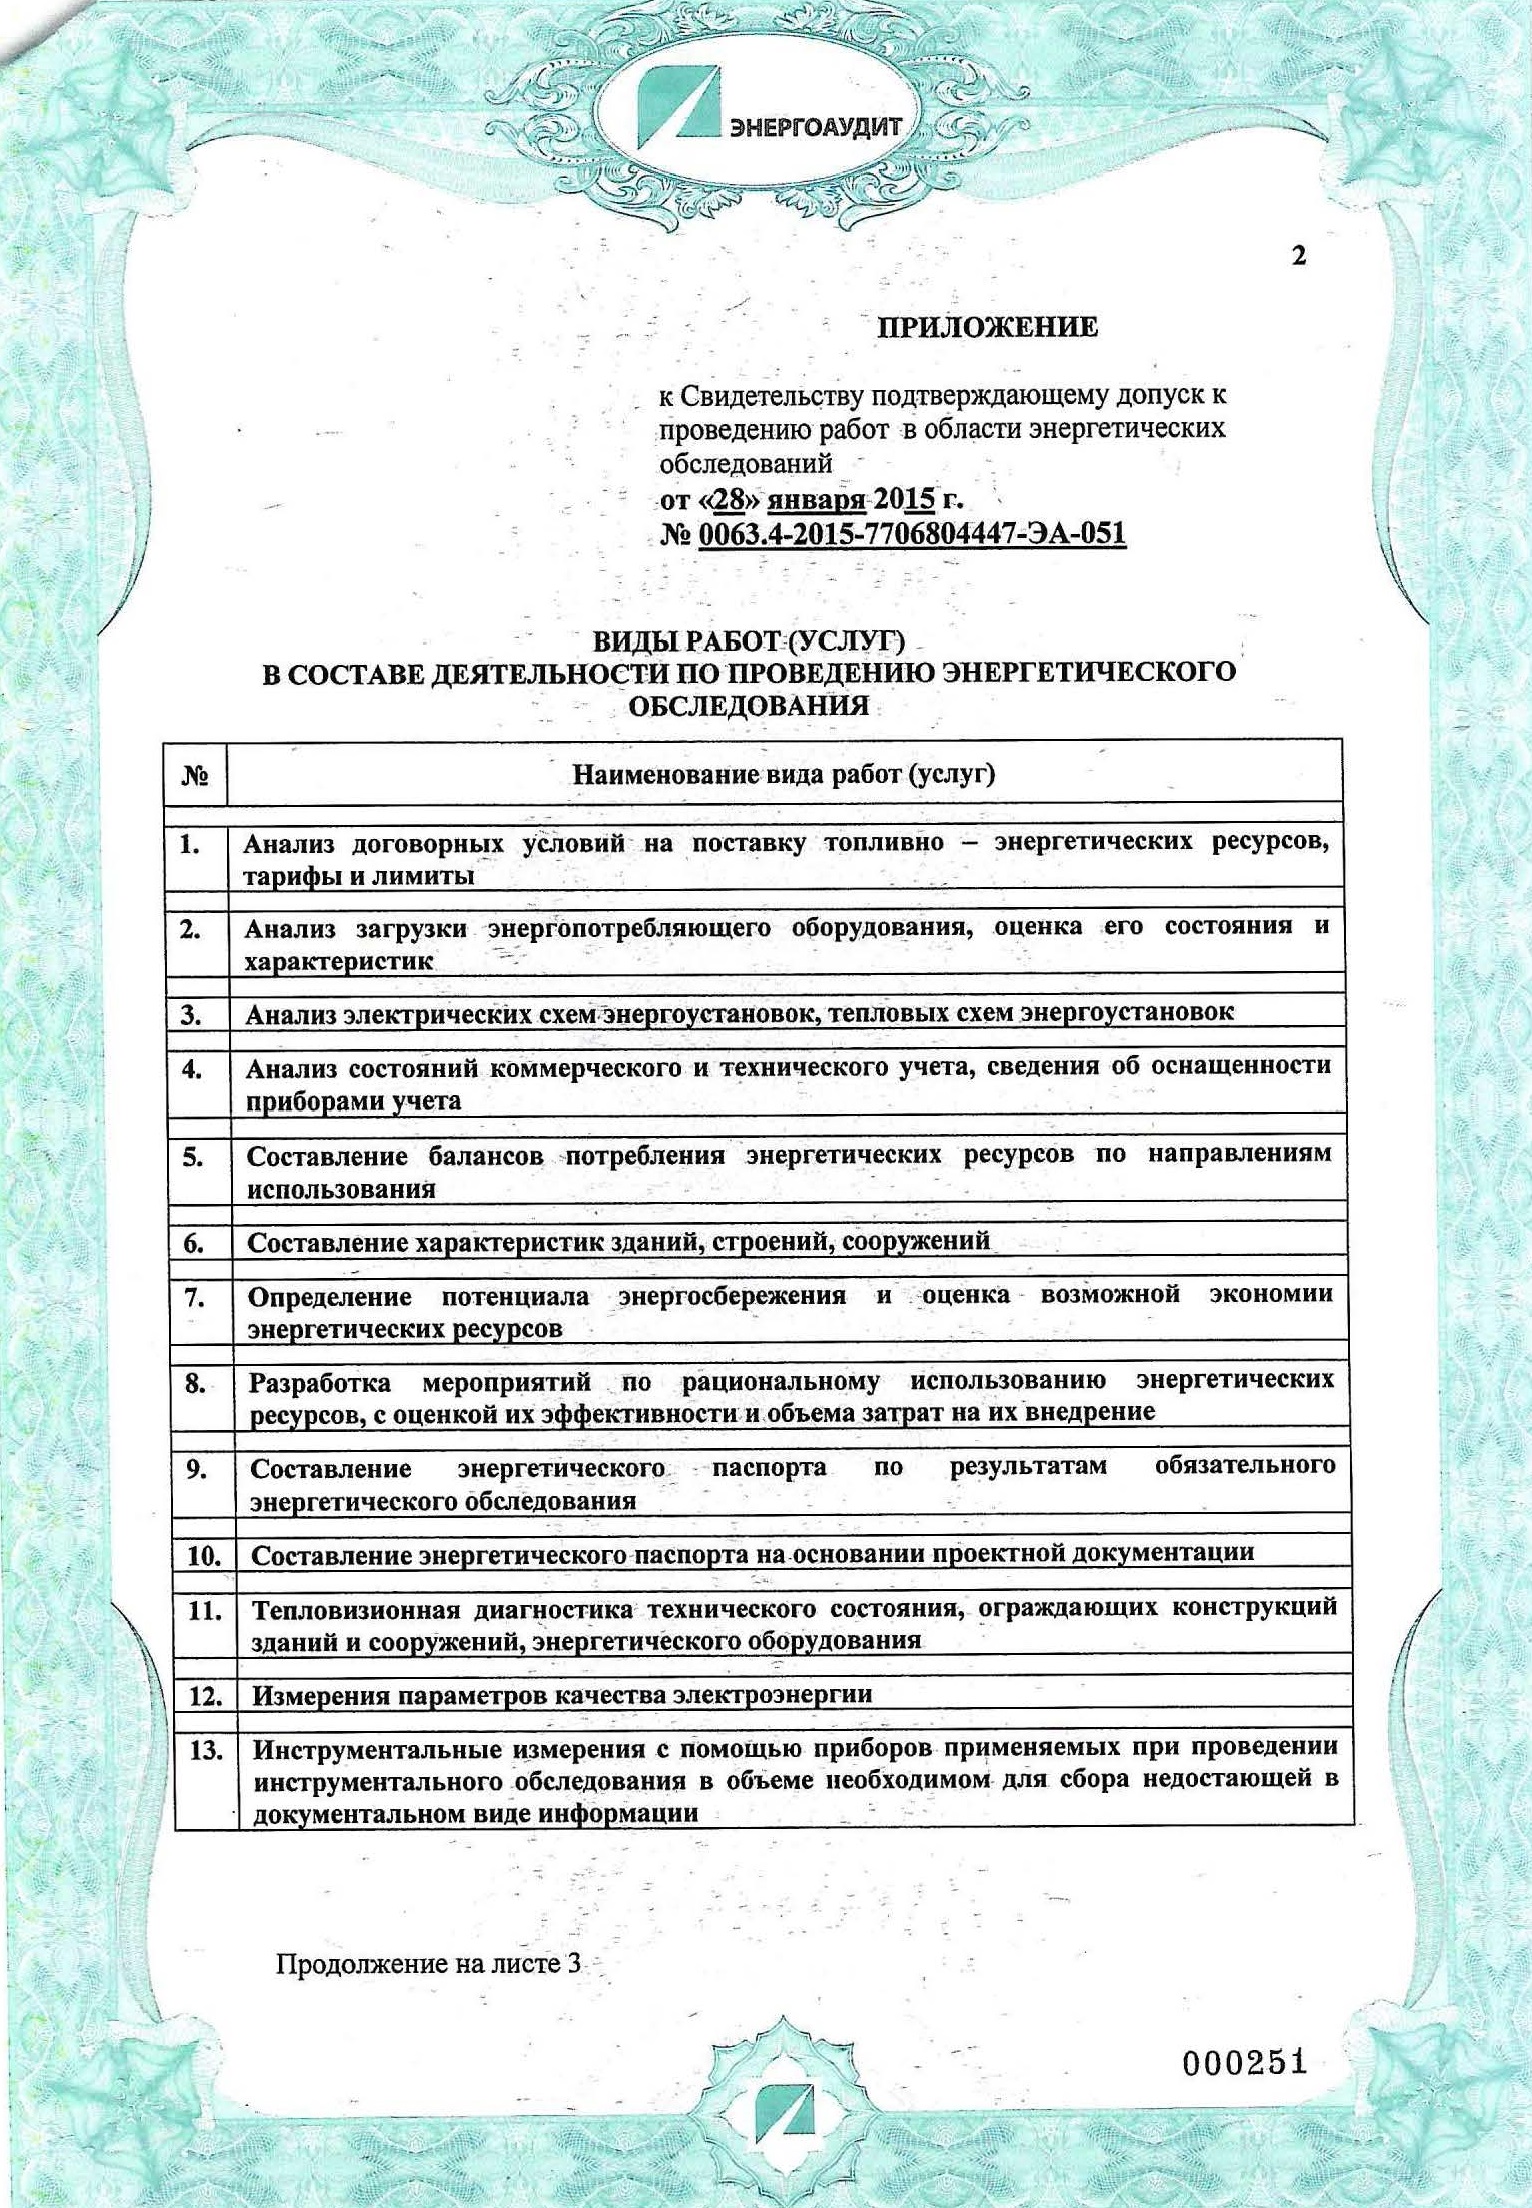 ЭНЕРГОАУДИТ
2
ПРИЛОЖЕНИЕ
к Свидетельству подтверждающему допуск к
проведению работ в области энергетических
обследований
от «28» января 2015 г.
№ 0063.4-2015-7706804447-ЭА-051
ВИДЫ РАБОТ (УСЛУГ)
В СОСТАВЕ ДЕЯТЕЛЬНОСТИ ПО ПРОВЕДЕНИЮ ЭНЕРГЕТИЧЕСКОГО
ОБСЛЕДОВАНИЯ
№ Наименование вида работ (услуг)
1. Анализ договорных условий на поставку топливно – энергетических ресурсов,
тарифы и лимиты
2. Анализ загрузки энергопотребляющего оборудования, оценка его состояния и
характеристик
3. Анализ электрических схем энергоустановок, тепловых схем энергоустановок
4. Анализ состояний коммерческого и технического учета, сведения об оснащенности
приборами учета
5. Составление балансов потребления энергетических ресурсов по направлениям
использования
6. Составление характеристик зданий, строений, сооружений
7. Определение потенциала энергосбережения и оценка возможной экономии
энергетических ресурсов
8. Разработка мероприятий по рациональному использованию энергетических
ресурсов, с оценкой их эффективности и объема затрат на их внедрение
9. Составление энергетического паспорта по результатам обязательного
энергетического обследования
10. Составление энергетического паспорта на основании проектной документации
11. Тепловизионная диагностика технического состояния, ограждающих конструкций
зданий и сооружений, энергетического оборудования
12. Измерения параметров качества электроэнергии
13. Инструментальные измерения с помощью приборов применяемых при проведении
инструментального обследования в объеме необходимом для сбора недостающей в
документальном виде информации
Продолжение на листе 3
000251